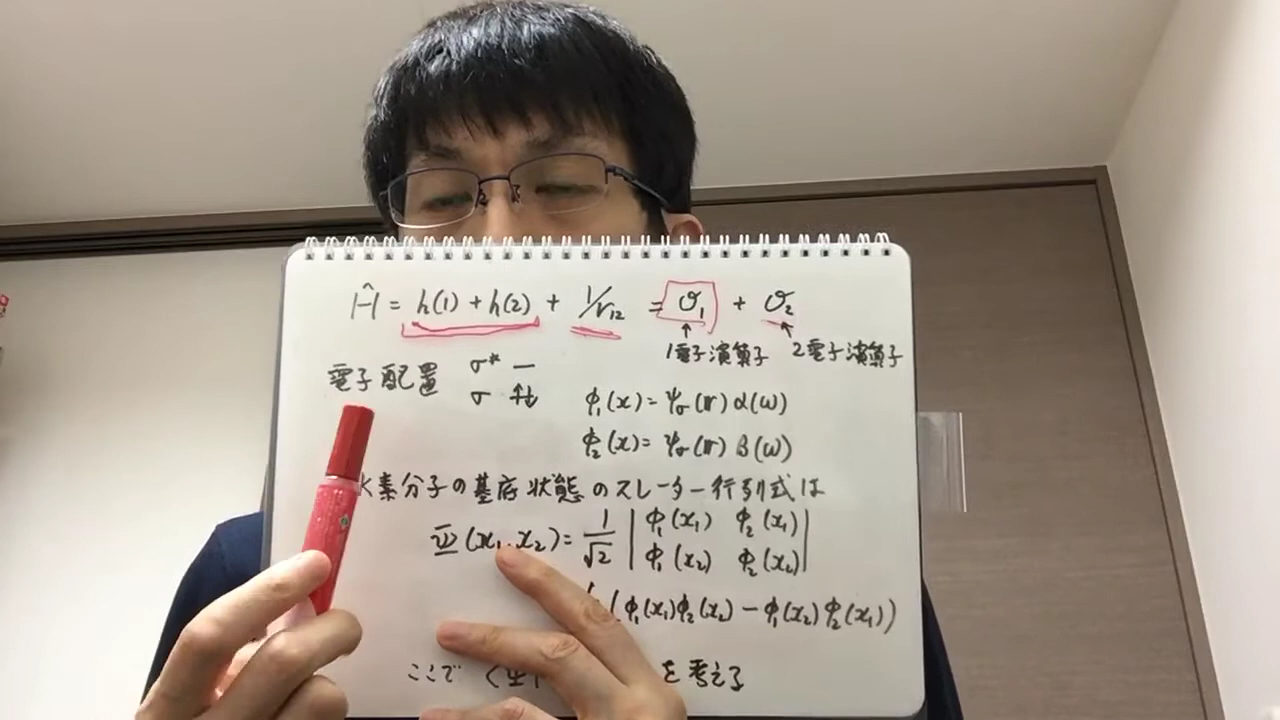 Ĥ = h(1) + h(2) + 1/r₁₂ = O₁ + O₂
1電子演算子 2電子演算子
電子配置 σ* —
σ ↑↓
φ₁(x) = ψσ(r) α(ω)
φ₂(x) = ψσ(r) β(ω)
素分子の基底状態のスレーター行列式は
Ψ(x₁, x₂) = 1/√2 | φ₁(x₁) φ₂(x₁) |
| φ₁(x₂) φ₂(x₂) |
(φ₁(x₁)φ₂(x₂) − φ₁(x₂)φ₂(x₁))
ここで 〈 を考える